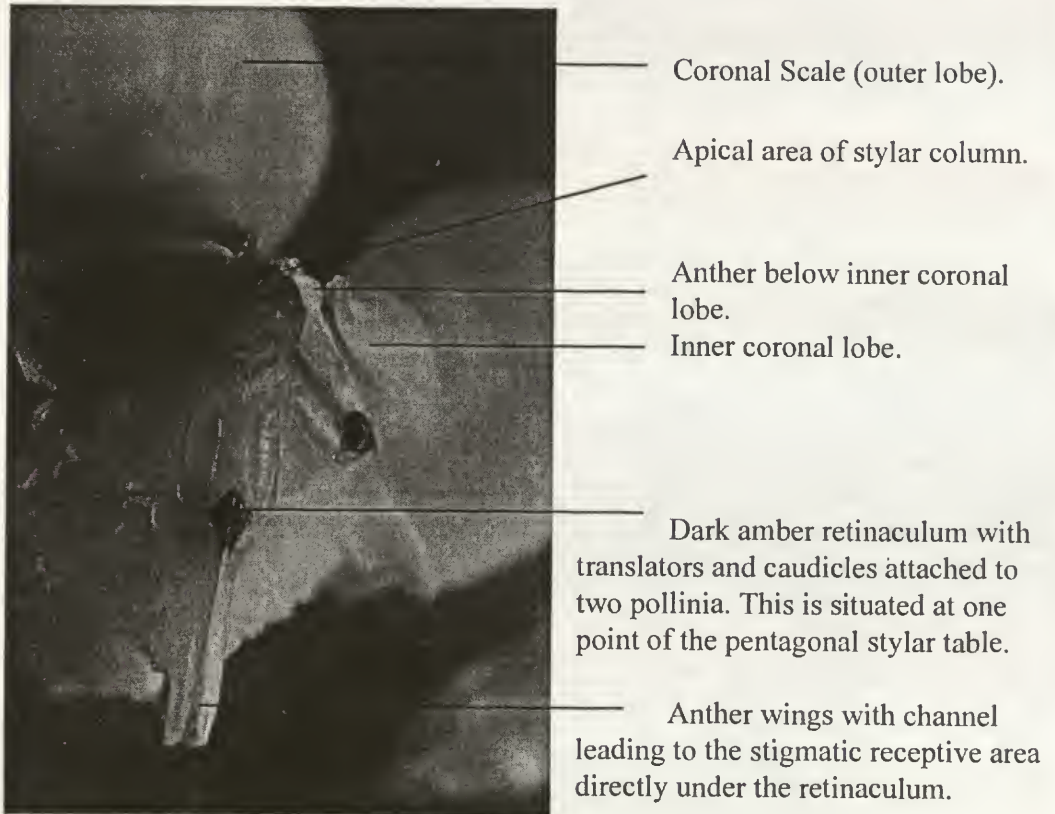 Coronal Scale (outer lobe).
Apical area of stylar column.
Anther below inner coronal
lobe.
Inner coronal lobe.
Dark amber retinaculum with
translators and caudicles attached to
two pollinia. This is situated at one
point of the pentagonal stylar table.
Anther wings with channel
leading to the stigmatic receptive area
directly under the retinaculum.